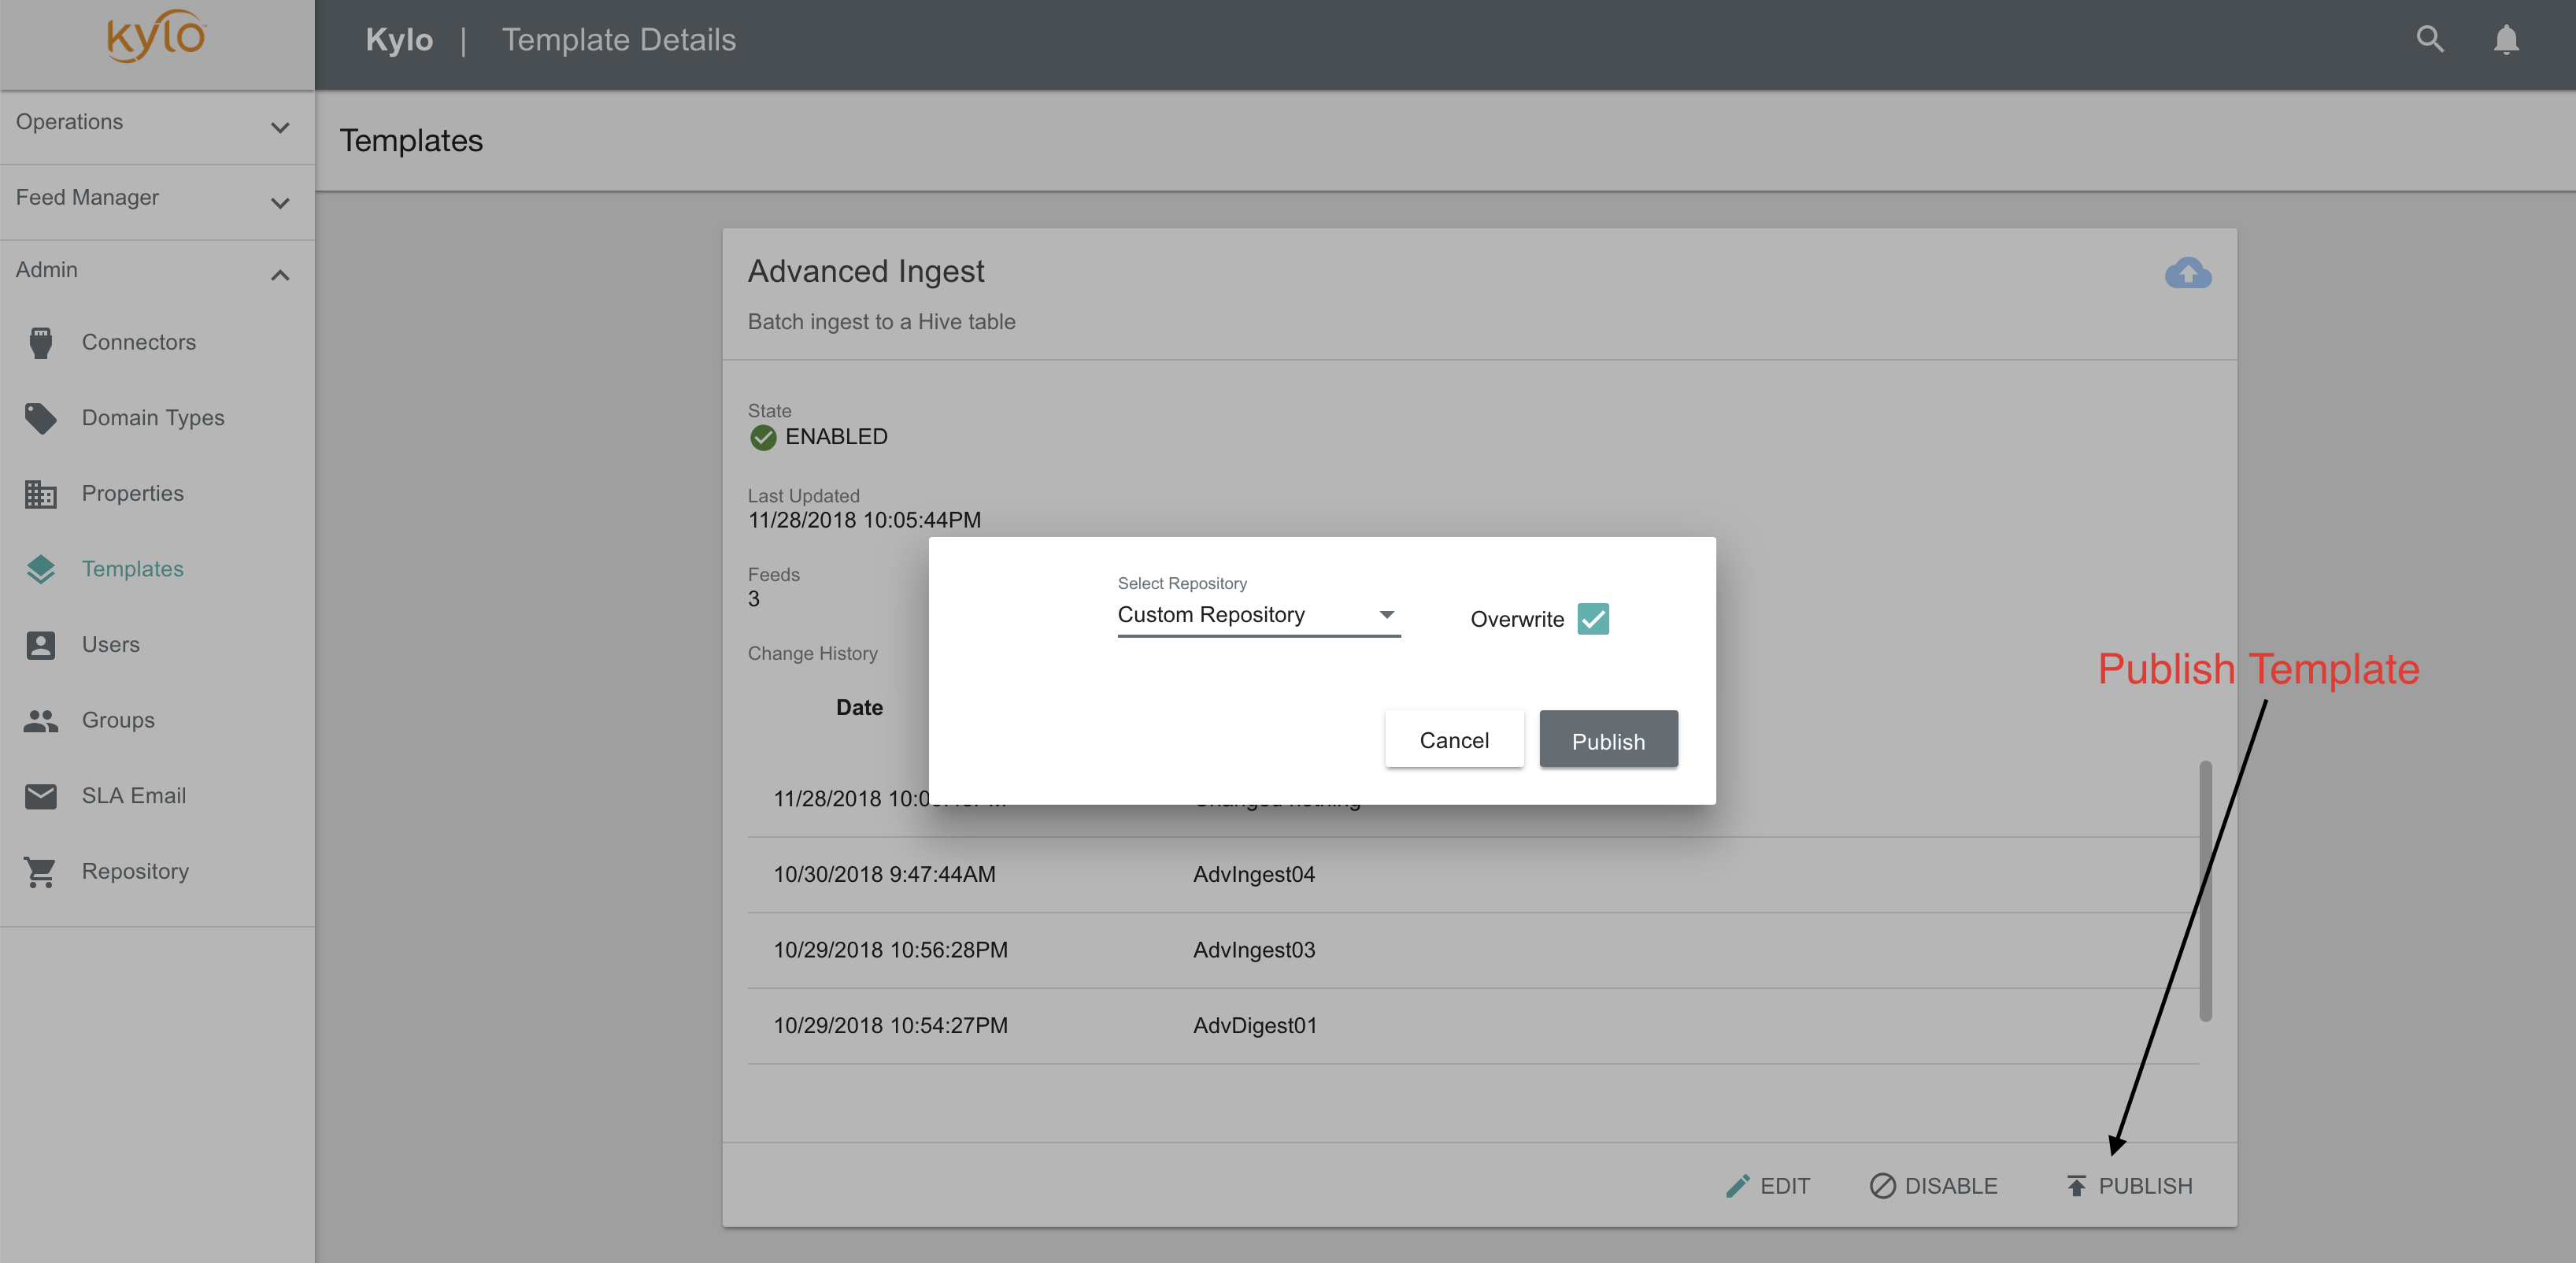 kylo
Kylo | Template Details
Operations
Feed Manager
Admin
Connectors
Domain Types
Properties
Templates
Users
Groups
SLA Email
Repository
Templates
Advanced Ingest
Batch ingest to a Hive table
State
ENABLED
Last Updated
11/28/2018 10:05:44PM
Feeds
3
Change History
Date
Select Repository
Custom Repository
Overwrite
Cancel
Publish
Publish Template
11/28/2018
10/30/2018 9:47:44AM AdvIngest04
10/29/2018 10:56:28PM AdvIngest03
10/29/2018 10:54:27PM AdvDigest01
EDIT
DISABLE
PUBLISH